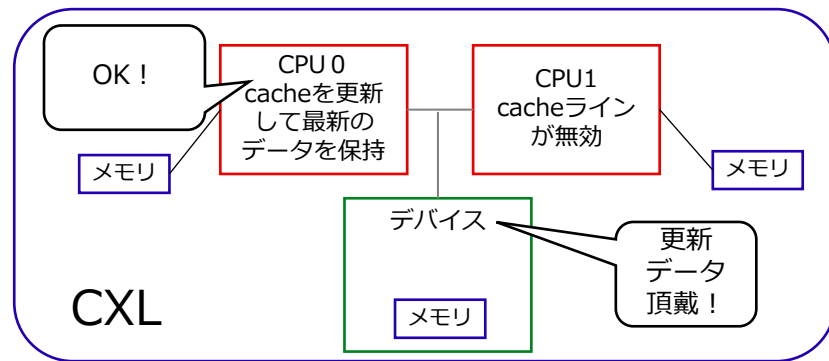 OK！
CPU０
cacheを更新
して最新の
データを保持
CPU1
cacheライン
が無効
メモリ
メモリ
デバイス
更新
データ
頂戴！
メモリ
CXL